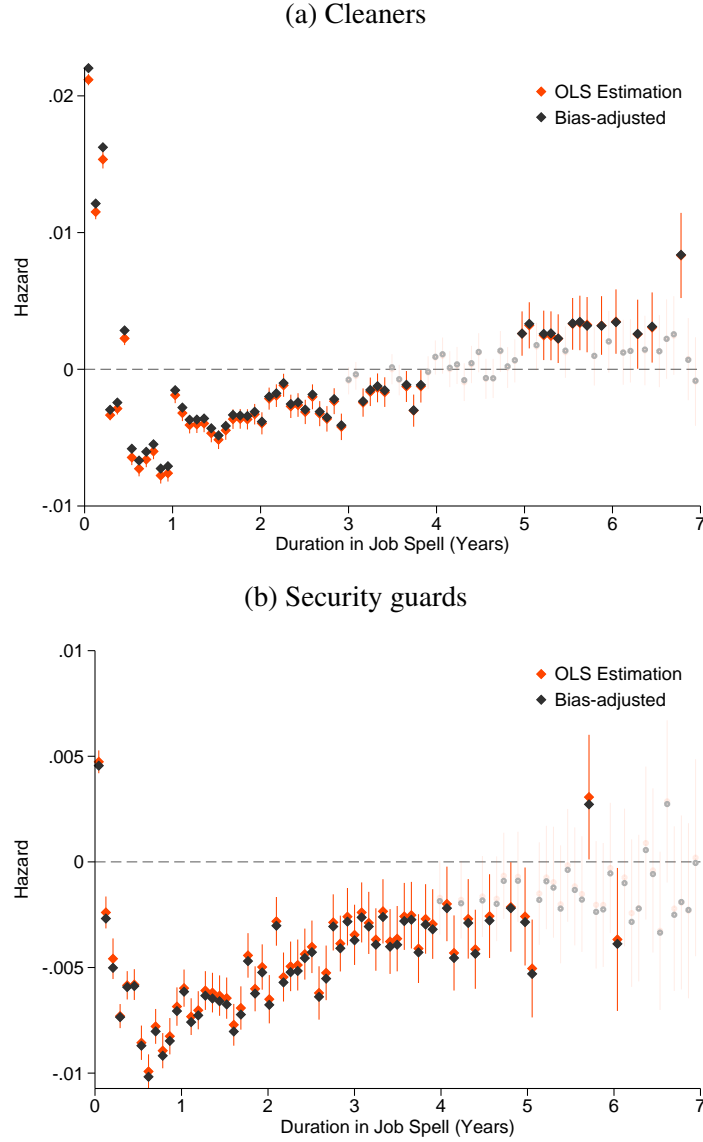 (a) Cleaners
.02
.01
0
-.01
Hazard
0 1 2 3 4 5 6 7
Duration in Job Spell (Years)
OLS Estimation
Bias-adjusted
(b) Security guards
.01
.005
0
-.005
-.01
Hazard
0 1 2 3 4 5 6 7
Duration in Job Spell (Years)
OLS Estimation
Bias-adjusted